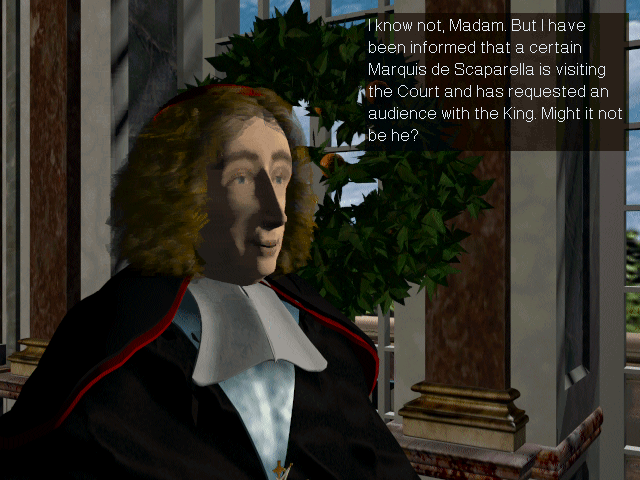 I know not, Madam. But I have
been informed that a certain
Marquis de Scaparella is visiting
the Court and has requested an
audience with the King. Might it not
be he?